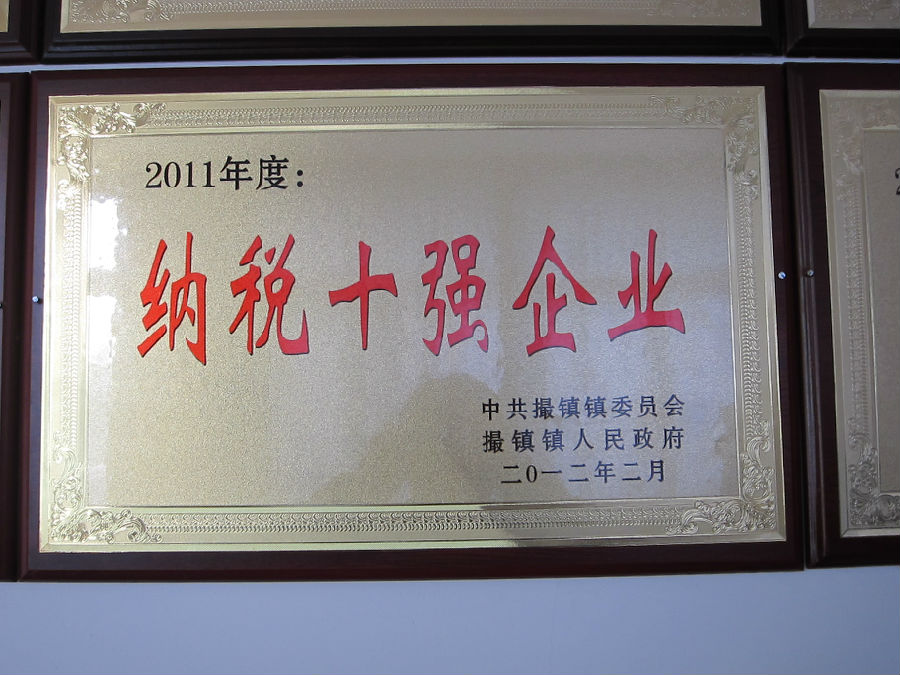 2011年度:
纳税十强企业
中共撮镇镇委员会
撮镇镇人民政府
二0一二年二月